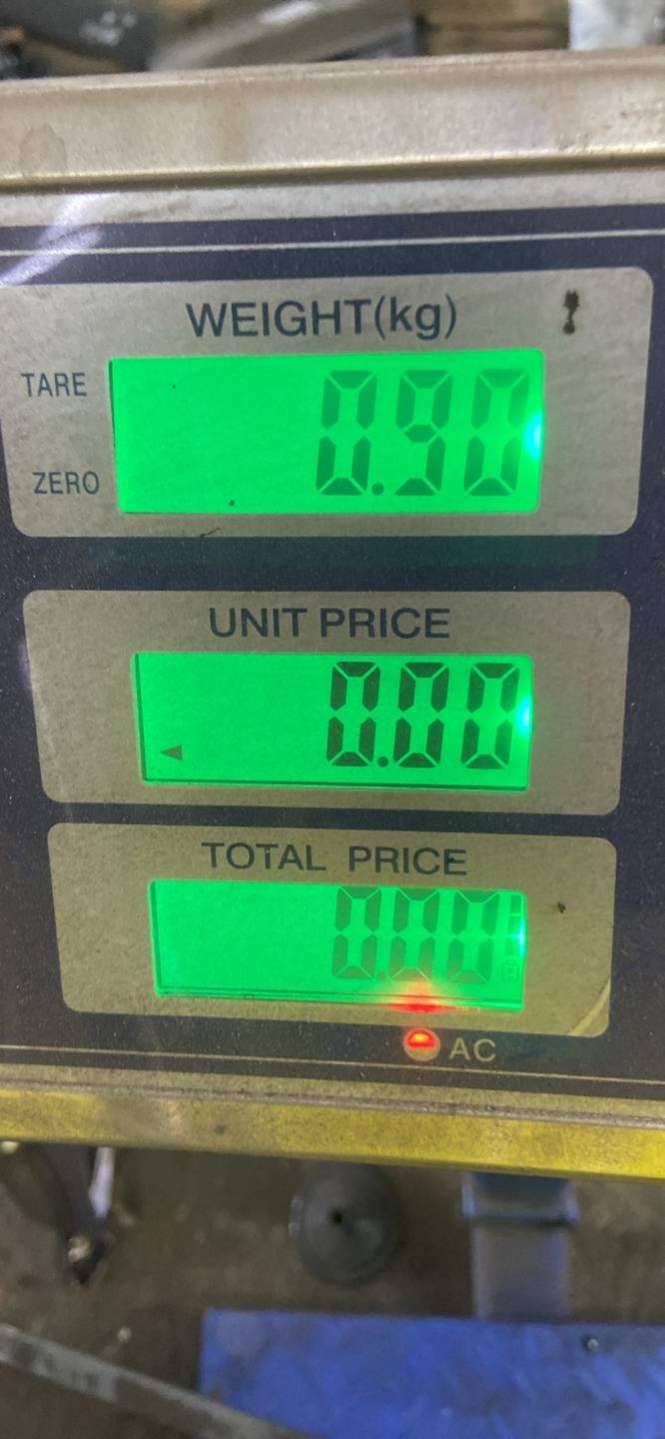 WEIGHT(kg)
TARE
0.90
ZERO
UNIT PRICE
0.00
TOTAL PRICE
0.00
AC